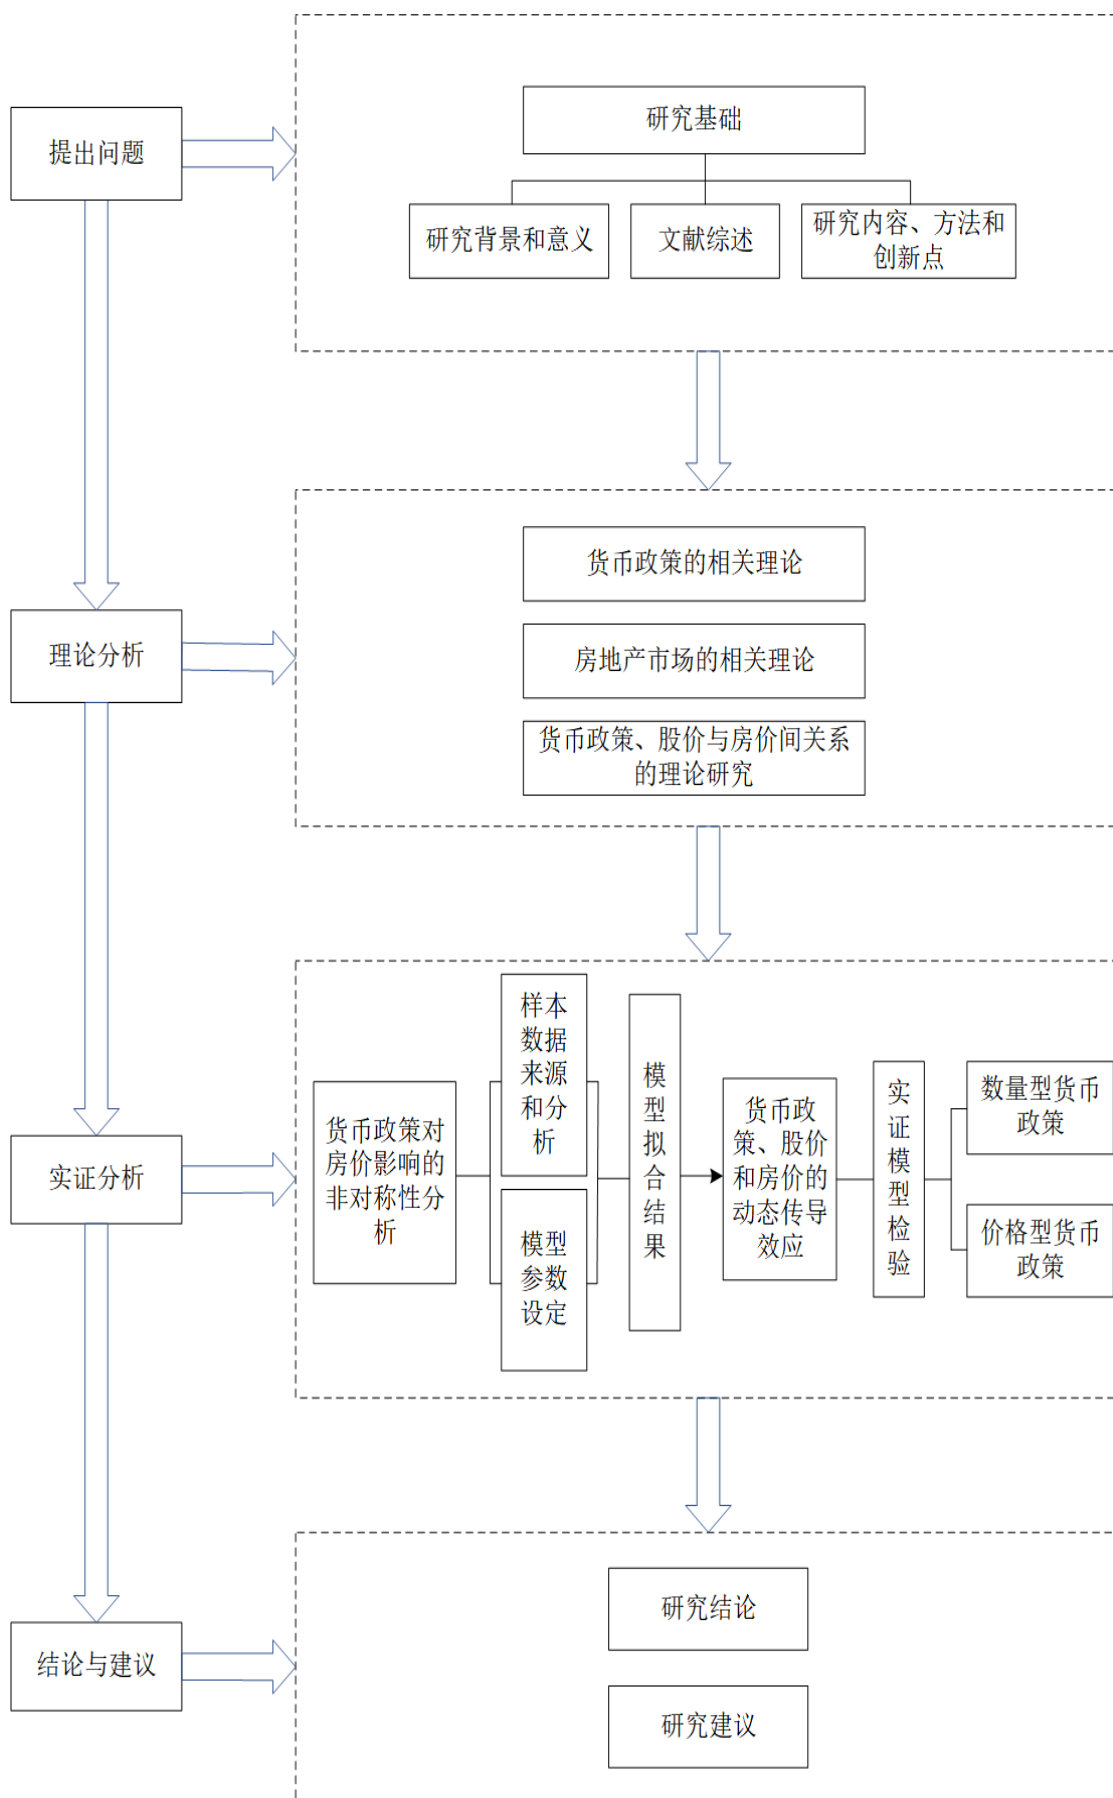 提出问题
研究基础
研究背景和意义
文献综述
研究内容、方法和
创新点
理论分析
货币政策的相关理论
房地产市场的相关理论
货币政策、股价与房价间关系
的理论研究
实证分析
货币政策对
房价影响的
非对称性分
析
样本
数据
来源
和分
析
模型
参数
设定
模
型
拟
合
结
果
货币政
策、股价
和房价的
动态传导
效应
实
证
模
型
检
验
数量型货币
政策
价格型货币
政策
结论与建议
研究结论
研究建议